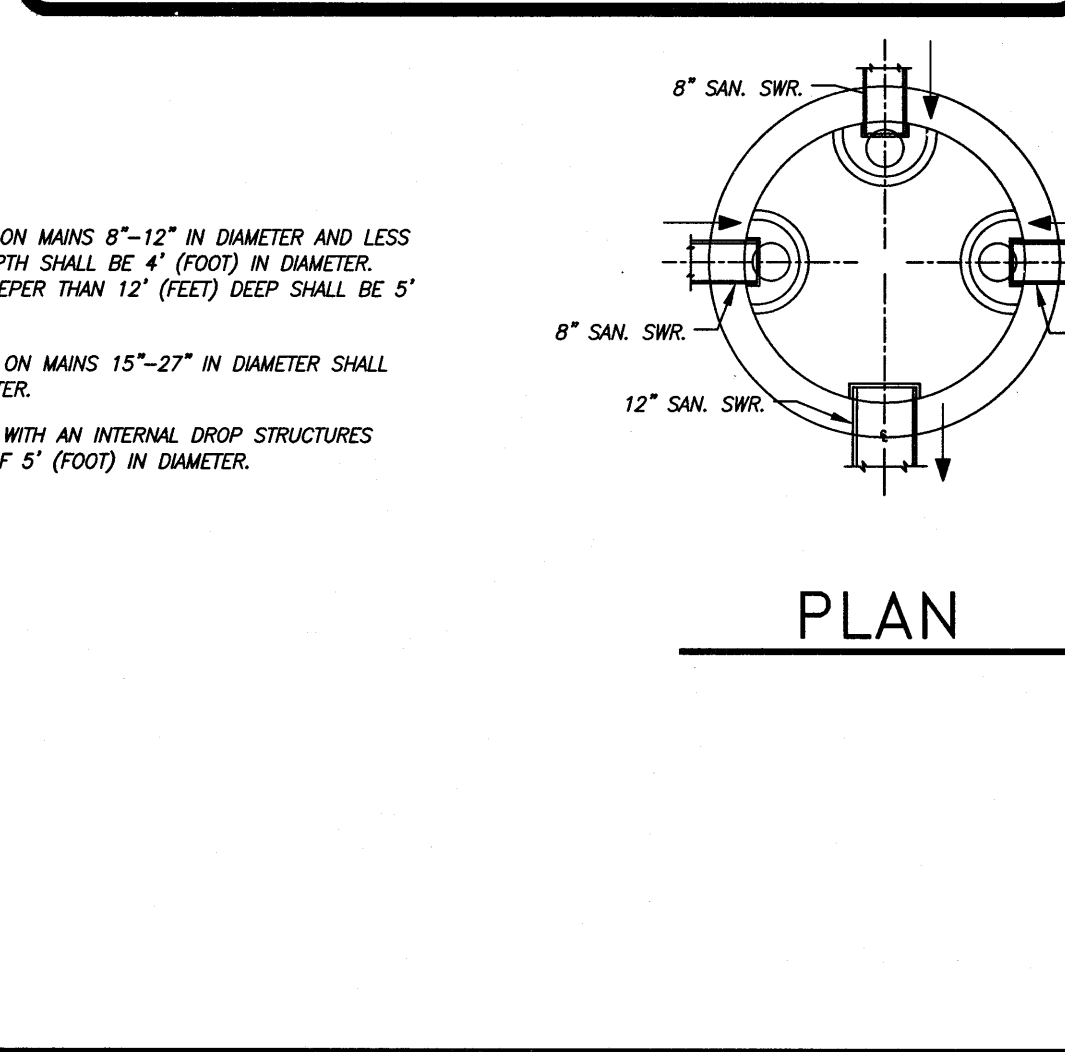 8" SAN. SWR.
ON MAINS 8"-12" IN DIAMETER AND LESS
PTH SHALL BE 4' (FOOT) IN DIAMETER.
EEPER THAN 12' (FEET) DEEP SHALL BE 5'
8" SAN. SWR.
ON MAINS 15"-27" IN DIAMETER SHALL
TER.
12" SAN. SWR.
WITH AN INTERNAL DROP STRUCTURES
F 5' (FOOT) IN DIAMETER.
PLAN